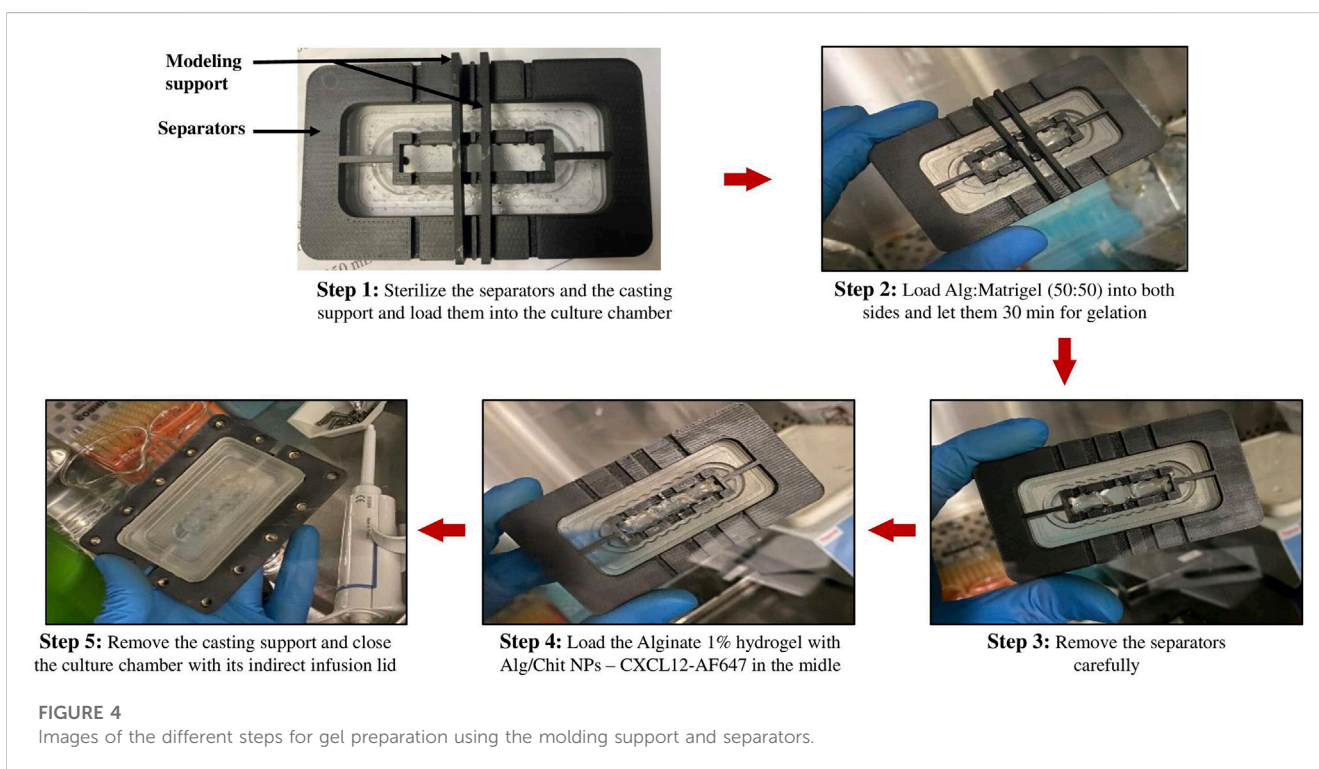 Modeling
support
Separators
50 mL
Step 1: Sterilize the separators and the casting
support and load them into the culture chamber
Step 2: Load Alg:Matrigel (50:50) into both
sides and let them 30 min for gelation
Step 5: Remove the casting support and close
the culture chamber with its indirect infusion lid
Step 4: Load the Alginate 1% hydrogel with
Alg/Chit NPs – CXCL12-AF647 in the midle
Step 3: Remove the separators
carefully
FIGURE 4
Images of the different steps for gel preparation using the molding support and separators.